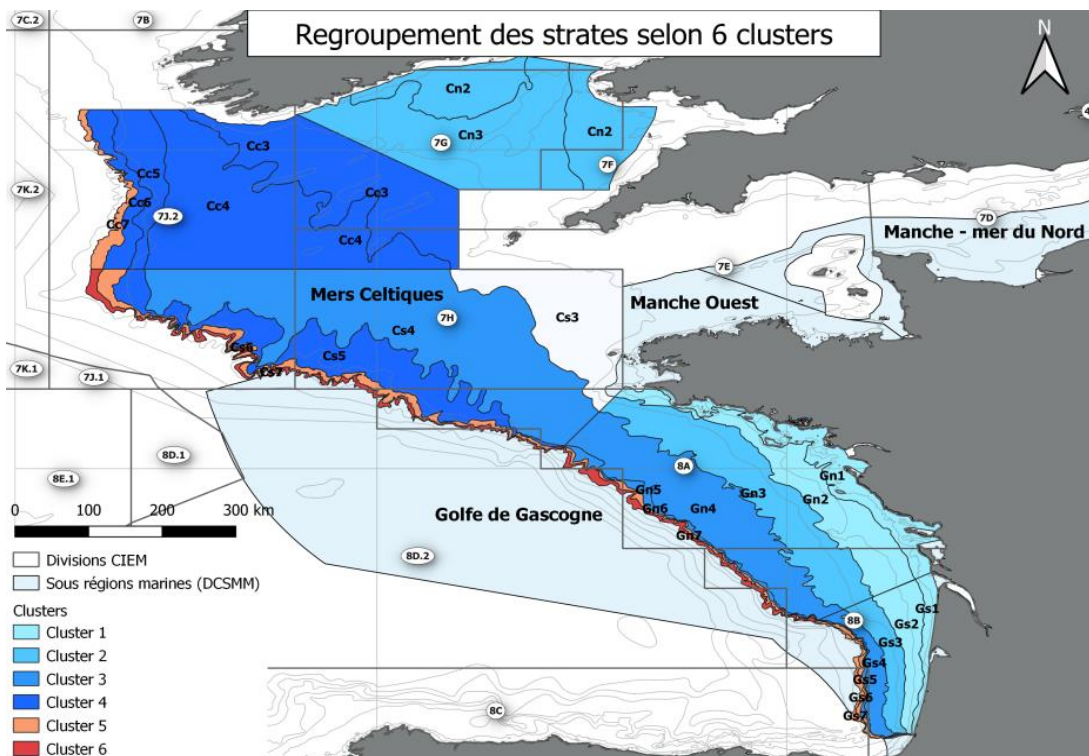 Regroupement des strates selon 6 clusters
N
7C.2
7B
4
Cn2
Cn3
7G
Cn2
7F
Cc3
Cc3
7K.2
Cc5
Cc6
7J.2
Cc4
Cc7
Cc4
7D
Manche - mer du Nord
7E
Mers Celtiques
Manche Ouest
7H
Cs3
Cs4
Cs6
Cs5
Cs7
7K.1
7J.1
8D.1
8E.1
8A
Gn1
Gn2
Gn3
Gn5
Gn6
Gn4
Gn7
Golfe de Gascogne
8D.2
0 100 200 300 km
Divisions CIEM
Sous régions marines (DCSMM)
Clusters
Cluster 1
Cluster 2
Cluster 3
Cluster 4
Cluster 5
Cluster 6
Gs1
8B
Gs2
Gs3
Gs4
Gs5
Gs6
Gs7
8C